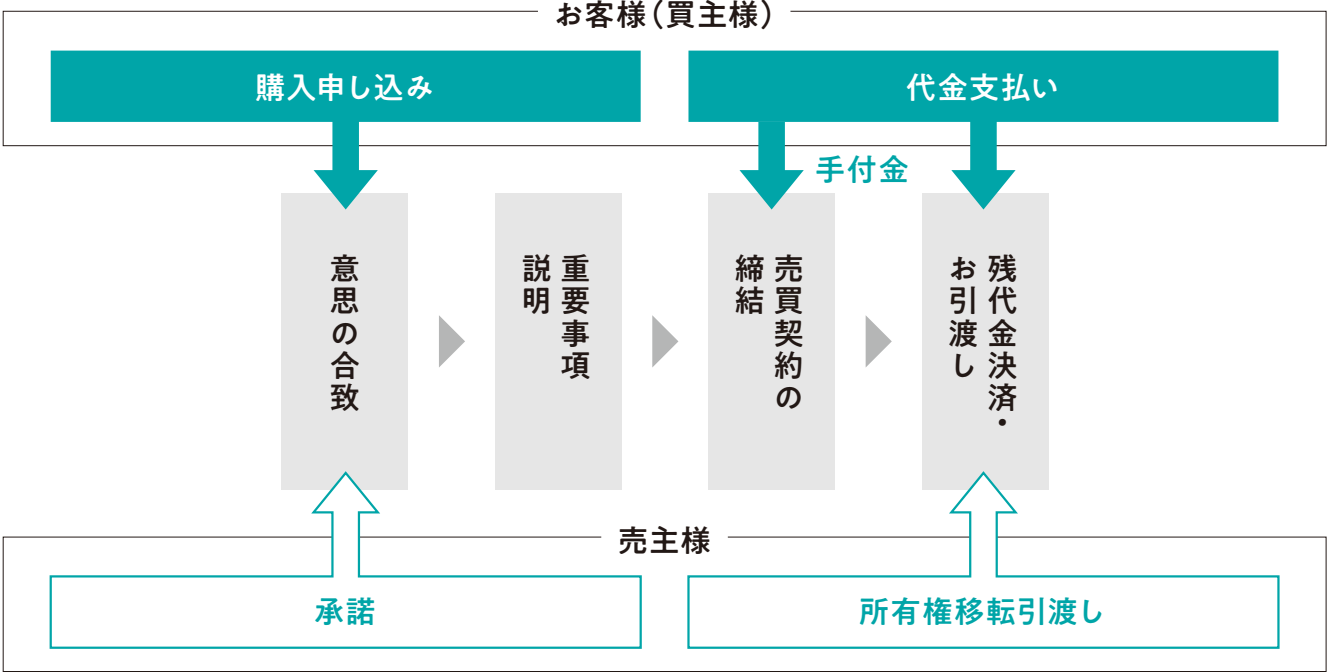 お客様（買主様）
購入申し込み
代金支払い
手付金
意思の合致
重要事項
説明
売買契約の
締結
残代金決済・
お引渡し
売主様
承諾
所有権移転引渡し